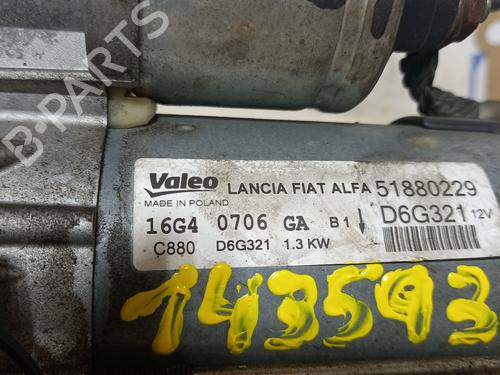 B-PARTS
Valeo LANCIA FIAT ALFA 51880229
MADE IN POLAND
16G4 0706 GA B1 D6G321 12V
C880 D6G321 1.3 KW
143593